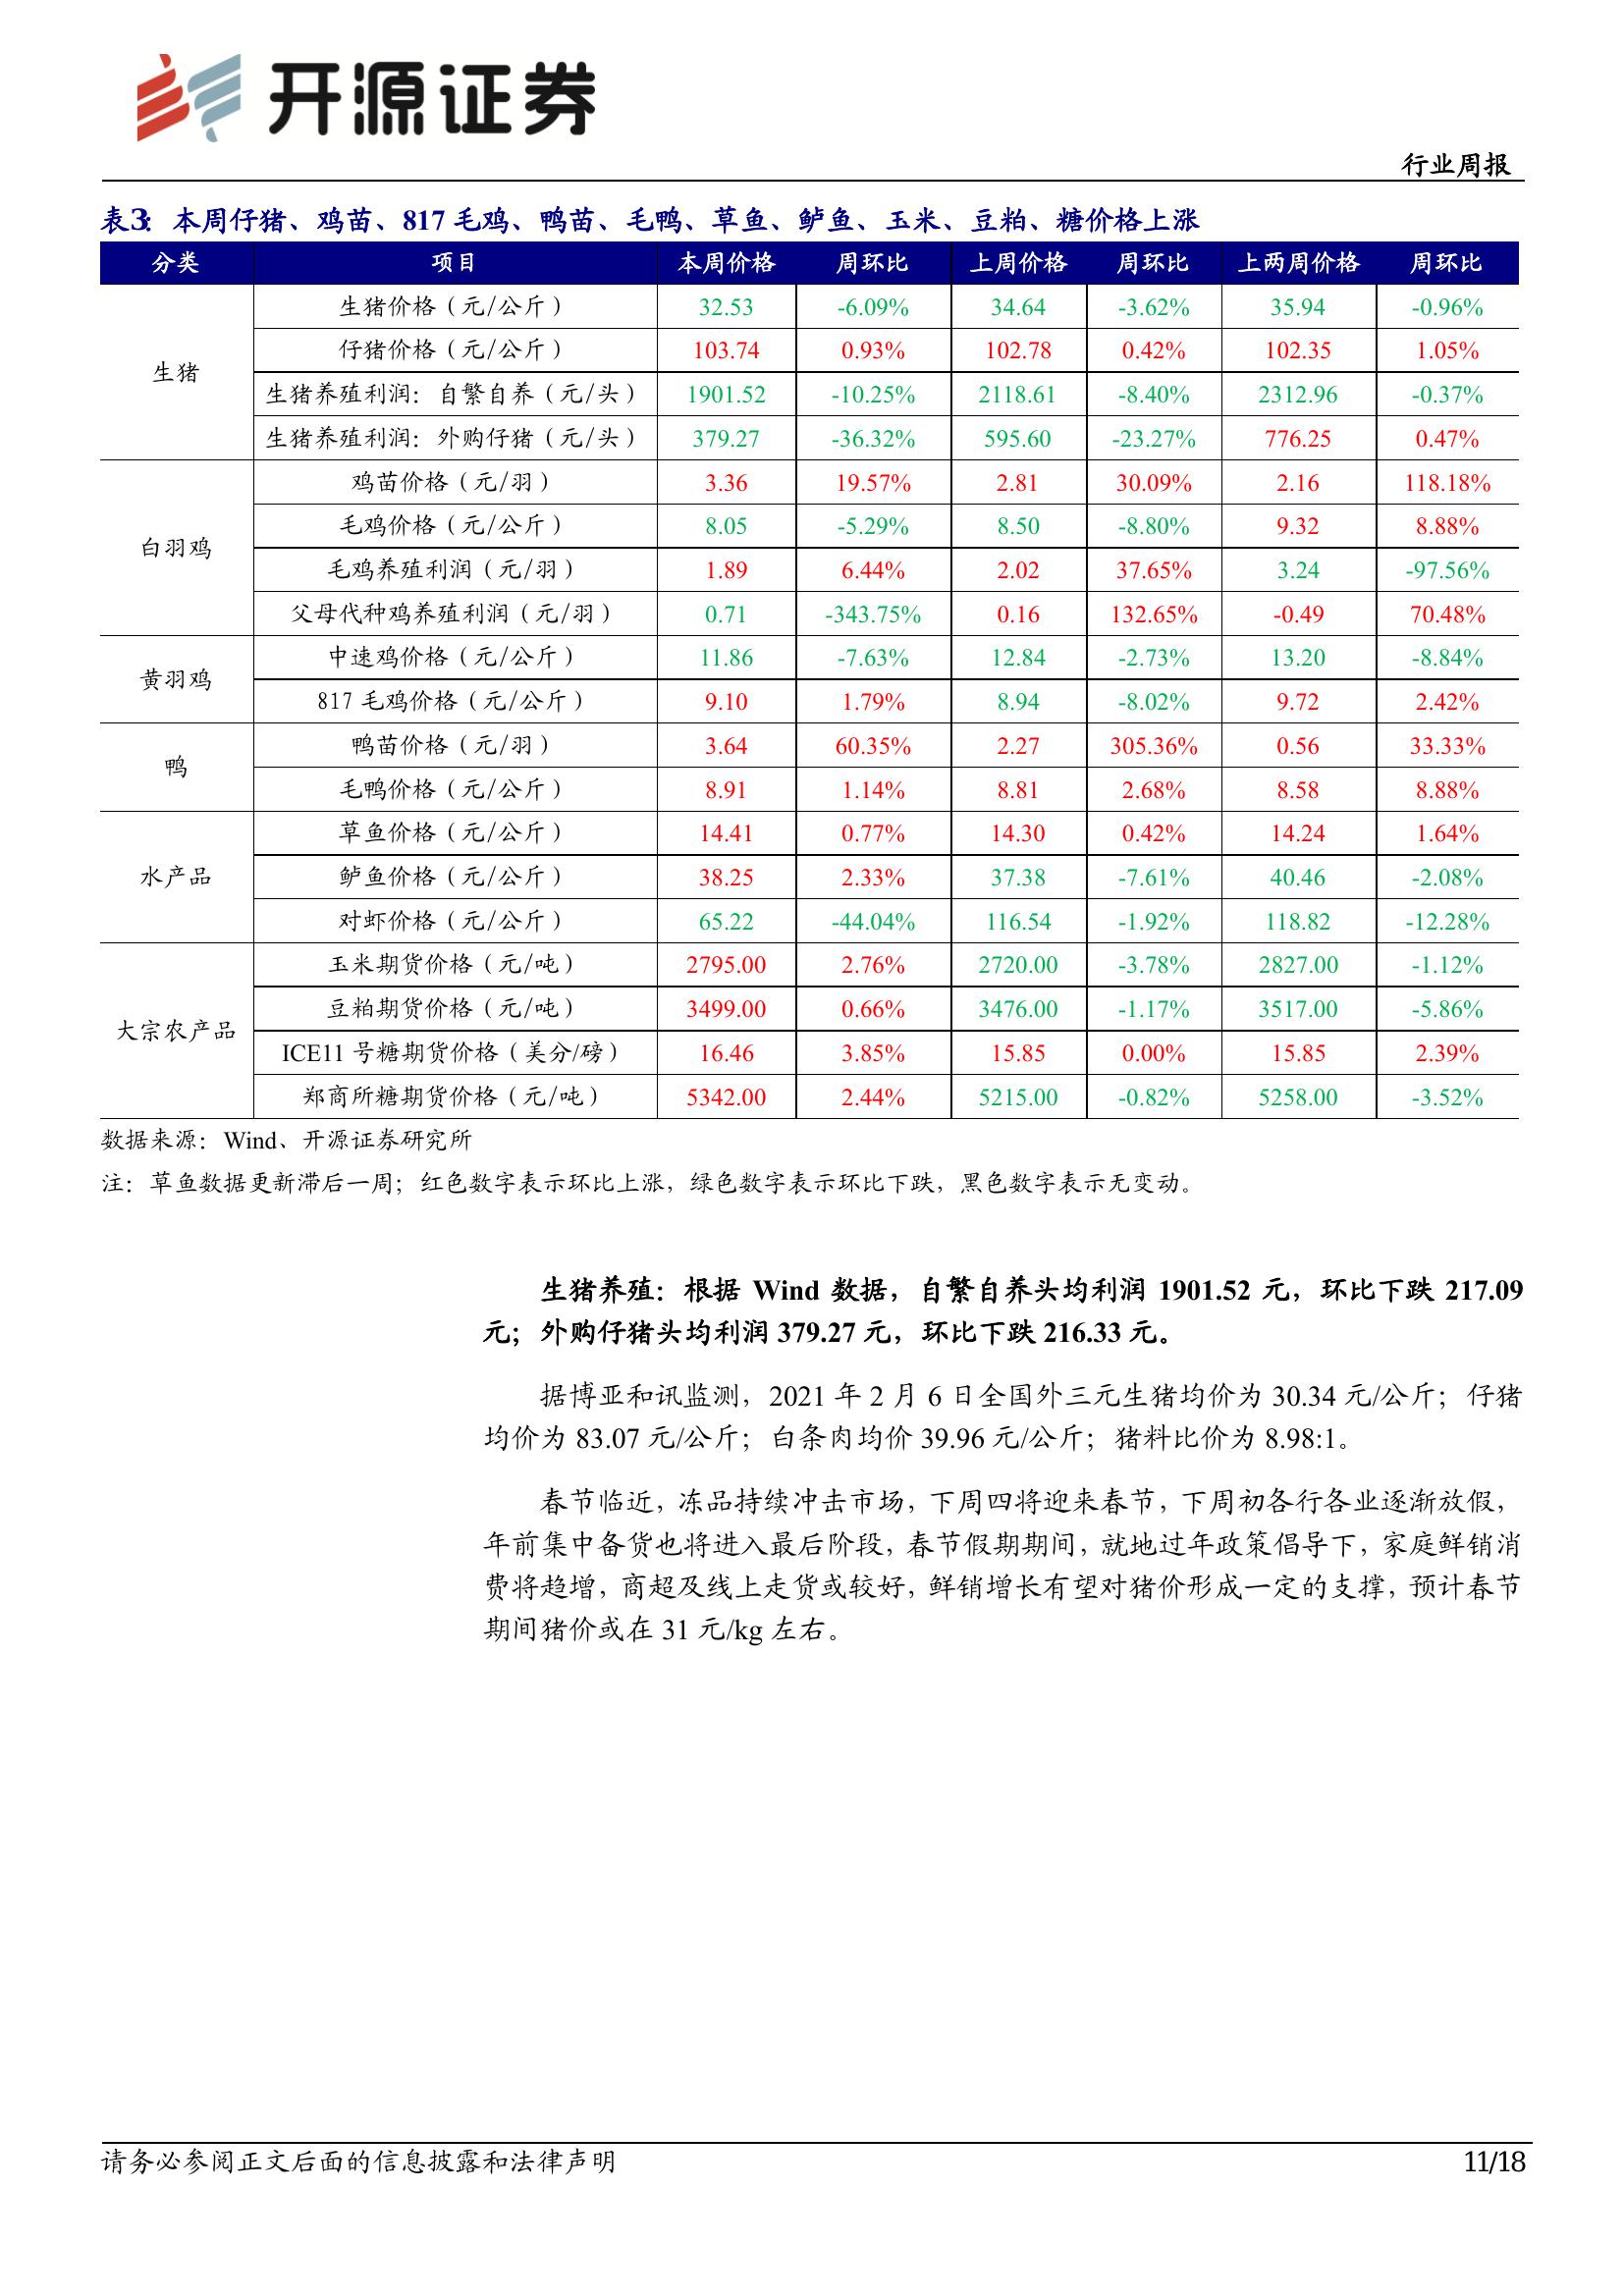 开源证券
行业周报
表3：本周仔猪、鸡苗、817 毛鸡、鸭苗、毛鸭、草鱼、鲈鱼、玉米、豆粕、糖价格上涨
分类 项目 本周价格 周环比 上周价格 周环比 上两周价格 周环比
生猪 生猪价格（元/公斤） 32.53 -6.09% 34.64 -3.62% 35.94 -0.96%
仔猪价格（元/公斤） 103.74 0.93% 102.78 0.42% 102.35 1.05%
生猪养殖利润：自繁自养（元/头） 1901.52 -10.25% 2118.61 -8.40% 2312.96 -0.37%
生猪养殖利润：外购仔猪（元/头） 379.27 -36.32% 595.60 -23.27% 776.25 0.47%
白羽鸡 鸡苗价格（元/羽） 3.36 19.57% 2.81 30.09% 2.16 118.18%
毛鸡价格（元/公斤） 8.05 -5.29% 8.50 -8.80% 9.32 8.88%
毛鸡养殖利润（元/羽） 1.89 6.44% 2.02 37.65% 3.24 -97.56%
父母代种鸡养殖利润（元/羽） 0.71 -343.75% 0.16 132.65% -0.49 70.48%
黄羽鸡 中速鸡价格（元/公斤） 11.86 -7.63% 12.84 -2.73% 13.20 -8.84%
817 毛鸡价格（元/公斤） 9.10 1.79% 8.94 -8.02% 9.72 2.42%
鸭 鸭苗价格（元/羽） 3.64 60.35% 2.27 305.36% 0.56 33.33%
毛鸭价格（元/公斤） 8.91 1.14% 8.81 2.68% 8.58 8.88%
水产品 草鱼价格（元/公斤） 14.41 0.77% 14.30 0.42% 14.24 1.64%
鲈鱼价格（元/公斤） 38.25 2.33% 37.38 -7.61% 40.46 -2.08%
对虾价格（元/公斤） 65.22 -44.04% 116.54 -1.92% 118.82 -12.28%
大宗农产品 玉米期货价格（元/吨） 2795.00 2.76% 2720.00 -3.78% 2827.00 -1.12%
豆粕期货价格（元/吨） 3499.00 0.66% 3476.00 -1.17% 3517.00 -5.86%
ICE11 号糖期货价格（美分/磅） 16.46 3.85% 15.85 0.00% 15.85 2.39%
郑商所糖期货价格（元/吨） 5342.00 2.44% 5215.00 -0.82% 5258.00 -3.52%
数据来源：Wind、开源证券研究所
注：草鱼数据更新滞后一周；红色数字表示环比上涨，绿色数字表示环比下跌，黑色数字表示无变动。
生猪养殖：根据 Wind 数据，自繁自养头均利润 1901.52 元，环比下跌 217.09
元；外购仔猪头均利润 379.27 元，环比下跌 216.33 元。
据博亚和讯监测，2021 年 2 月 6 日全国外三元生猪均价为 30.34 元/公斤；仔猪
均价为 83.07 元/公斤；白条肉均价 39.96 元/公斤；猪料比价为 8.98:1。
春节临近，冻品持续冲击市场，下周四将迎来春节，下周初各行各业逐渐放假，
年前集中备货也将进入最后阶段，春节假期期间，就地过年政策倡导下，家庭鲜销消
费将趋增，商超及线上走货或较好，鲜销增长有望对猪价形成一定的支撑，预计春节
期间猪价或在 31 元/kg 左右。
请务必参阅正文后面的信息披露和法律声明 11/18